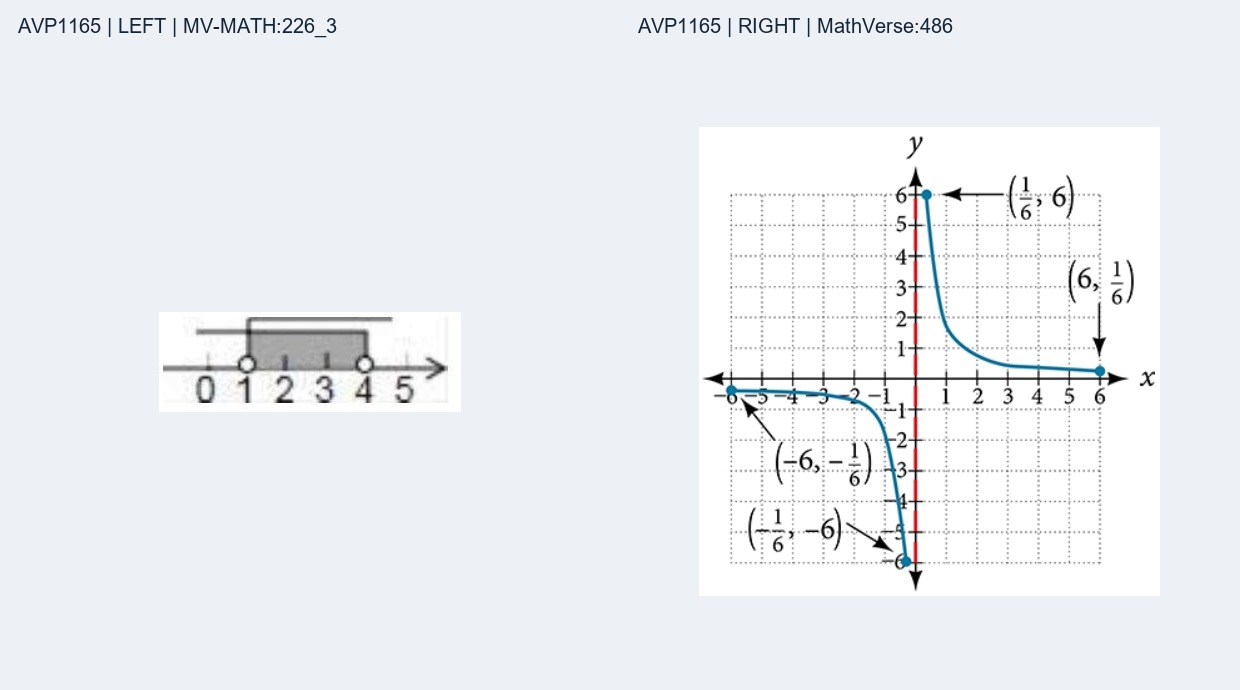 AVP1165 | LEFT | MV-MATH:226_3
AVP1165 | RIGHT | MathVerse:486
0 1 2 3 4 5
y
6
(1/6, 6)
5
4
(6, 1/6)
3
2
1
x
-6 -5 -4 -3 -2 -1 1 2 3 4 5 6
-1
-2
(-6, -1/6)
-3
-4
(-1/6, -6)
-5
-6